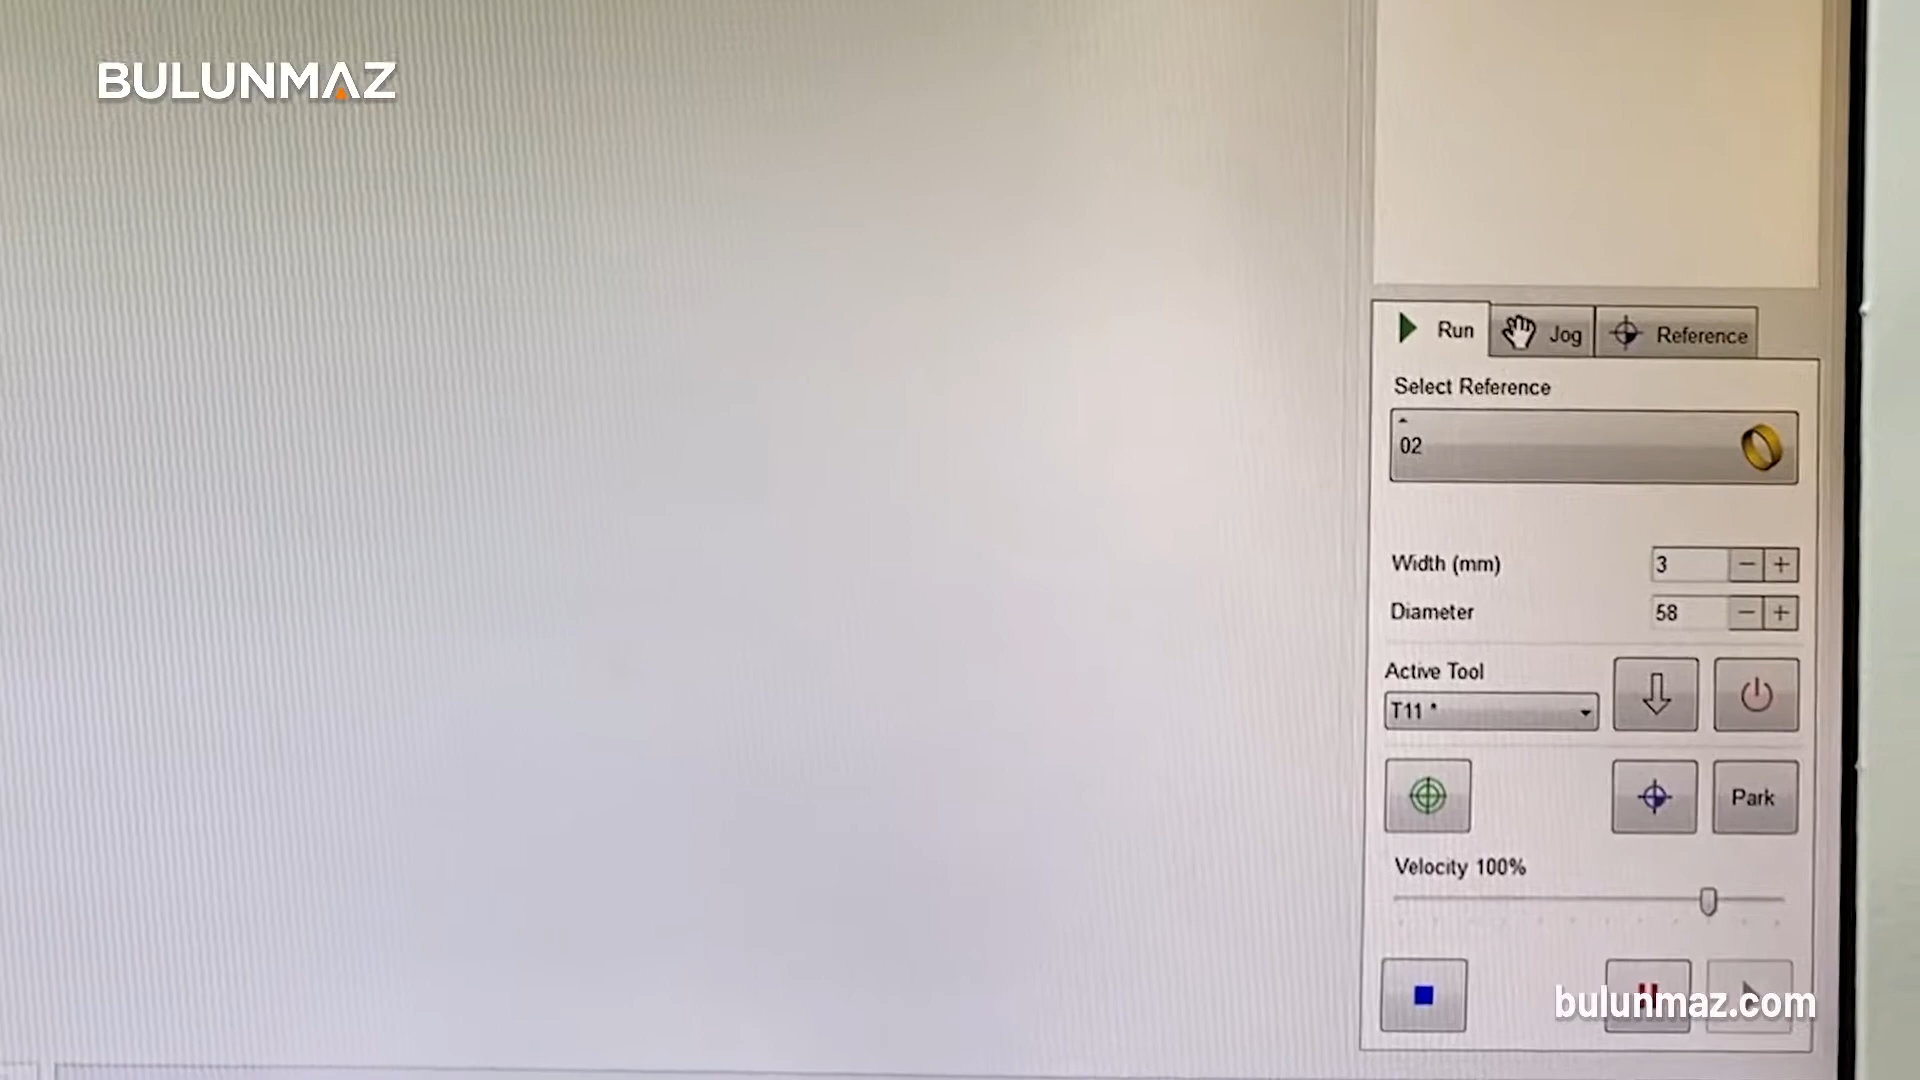 BULUNMAZ
Run
Jog
Reference
Select Reference
02
Width (mm)
3
Diameter
58
Active Tool
T11 *
Park
Velocity 100%
bulunmaz.com